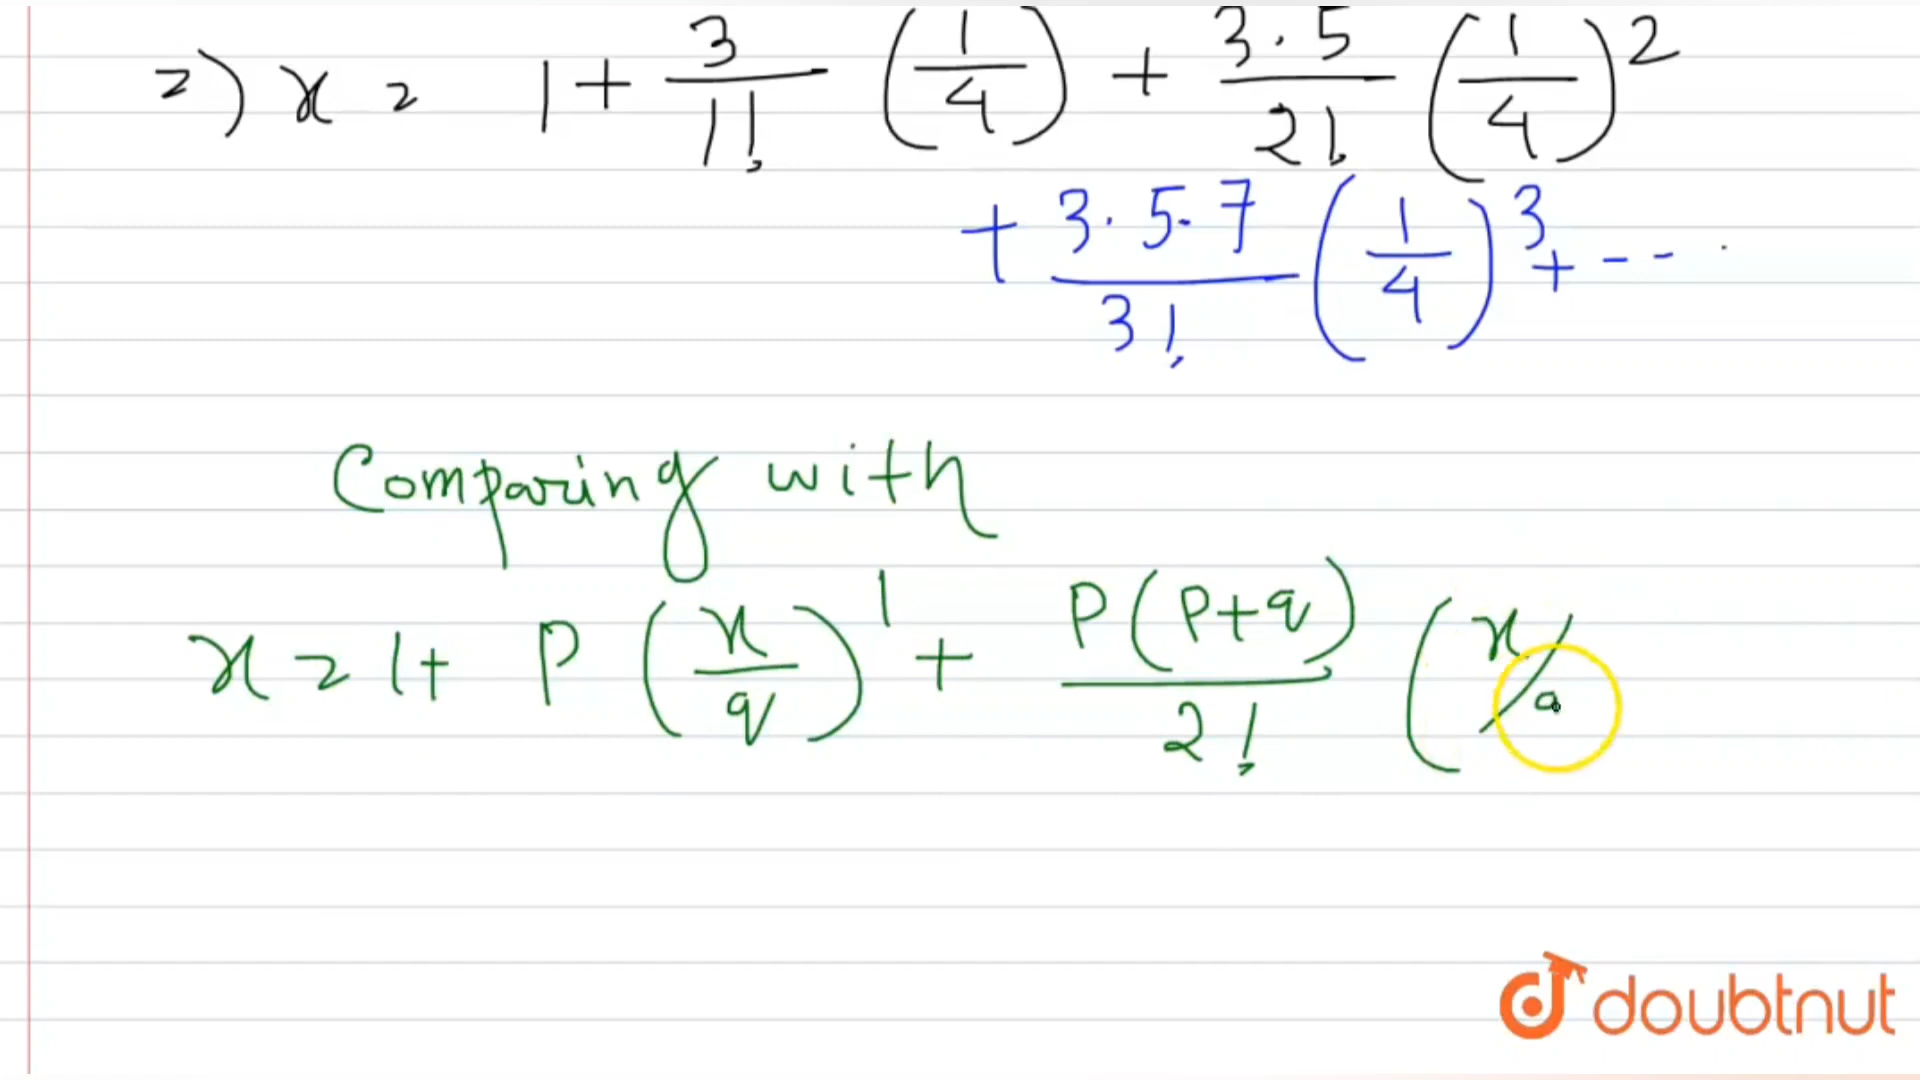 =) x = 1 + 3/1! (1/4) + 3·5/2! (1/4)^2
+ 3·5·7/3! (1/4)^3 + -- ·
Comparing with
x = 1 + P (x/q)^1 + P(P+q)/2! (x/
doubtnut